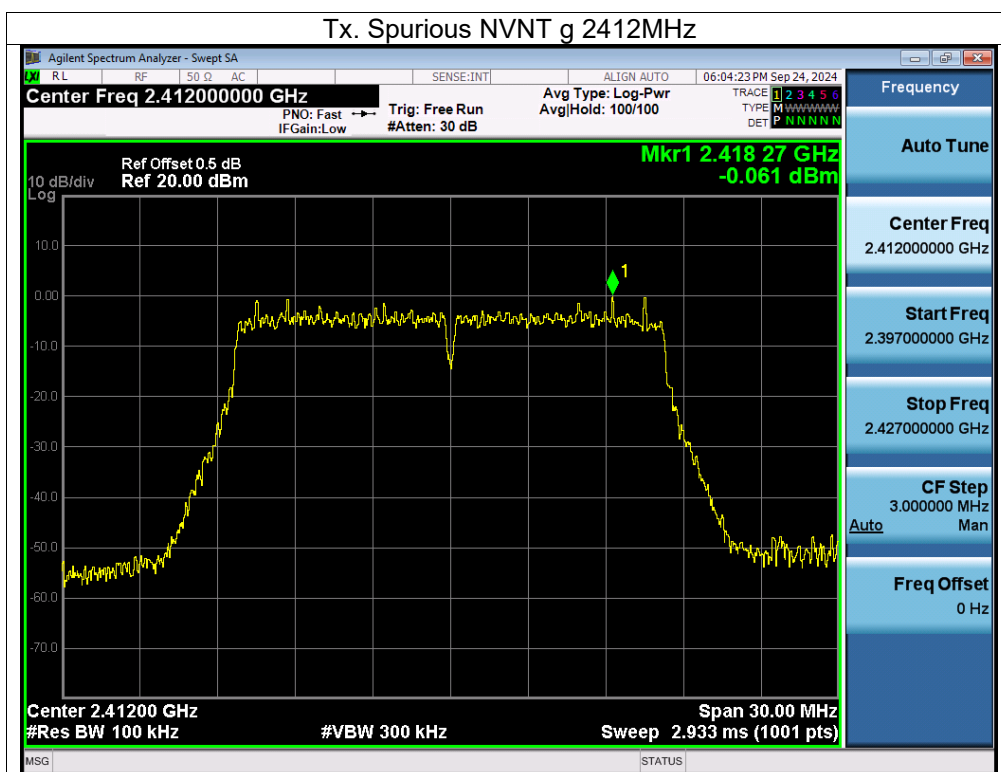 Tx. Spurious NVNT g 2412MHz
Agilent Spectrum Analyzer - Swept SA
LXI RL RF 50 Ω AC SENSE:INT ALIGN AUTO 06:04:23 PM Sep 24, 2024
Center Freq 2.412000000 GHz
PNO: Fast
IFGain:Low
Trig: Free Run
#Atten: 30 dB
Avg Type: Log-Pwr
Avg|Hold: 100/100
TRACE 1 2 3 4 5 6
TYPE M WWWWW
DET P N N N N N
Ref Offset 0.5 dB
10 dB/div Ref 20.00 dBm
Log
Mkr1 2.418 27 GHz
-0.061 dBm
10.0
0.00
-10.0
-20.0
-30.0
-40.0
-50.0
-60.0
-70.0
1
Center 2.41200 GHz
Span 30.00 MHz
#Res BW 100 kHz
#VBW 300 kHz
Sweep 2.933 ms (1001 pts)
MSG
STATUS
Frequency
Auto Tune
Center Freq
2.412000000 GHz
Start Freq
2.397000000 GHz
Stop Freq
2.427000000 GHz
CF Step
3.000000 MHz
Auto Man
Freq Offset
0 Hz